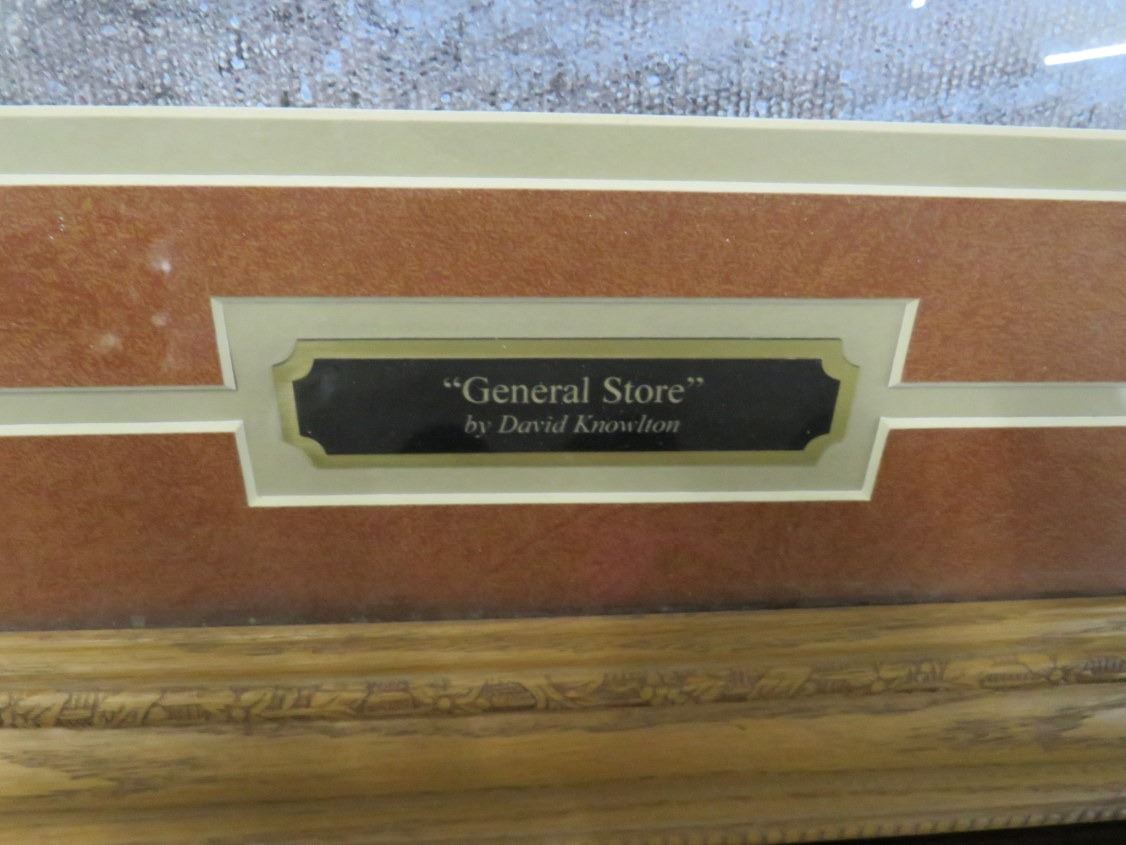 “General Store”
by David Knowlton